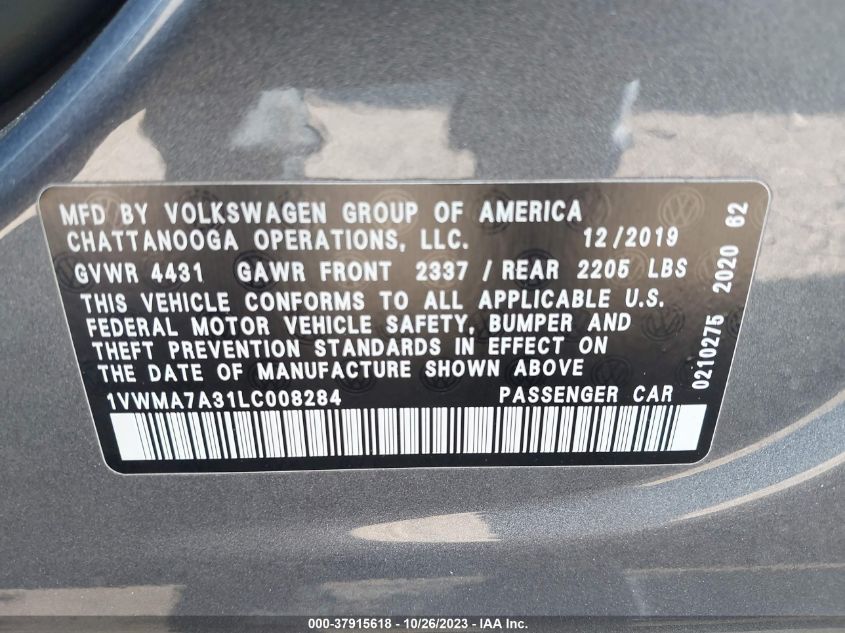 MFD BY VOLKSWAGEN GROUP OF AMERICA
CHATTANOOGA OPERATIONS, LLC. 12/2019
GVWR 4431 GAWR FRONT 2337 / REAR 2205 LBS
THIS VEHICLE CONFORMS TO ALL APPLICABLE U.S.
FEDERAL MOTOR VEHICLE SAFETY, BUMPER AND
THEFT PREVENTION STANDARDS IN EFFECT ON
THE DATE OF MANUFACTURE SHOWN ABOVE
1VWMA7A31LC008284 PASSENGER CAR
0210275 2020 62
000-37915618 - 10/26/2023 - IAA Inc.